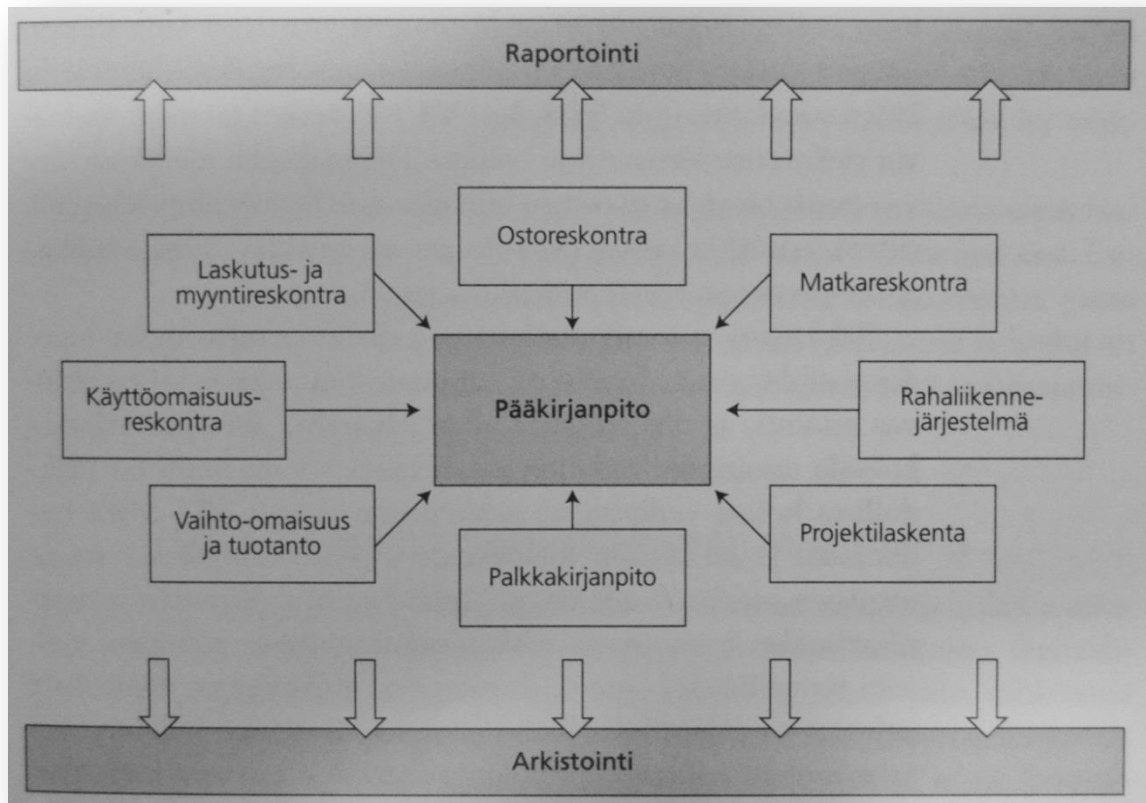 Raportointi
Ostoreskontra
Laskutus- ja
myyntireskontra
Matkareskontra
Käyttöomaisuus-
reskontra
Pääkirjanpito
Rahaliikenne-
järjestelmä
Vaihto-omaisuus
ja tuotanto
Palkkakirjanpito
Projektilaskenta
Arkistointi